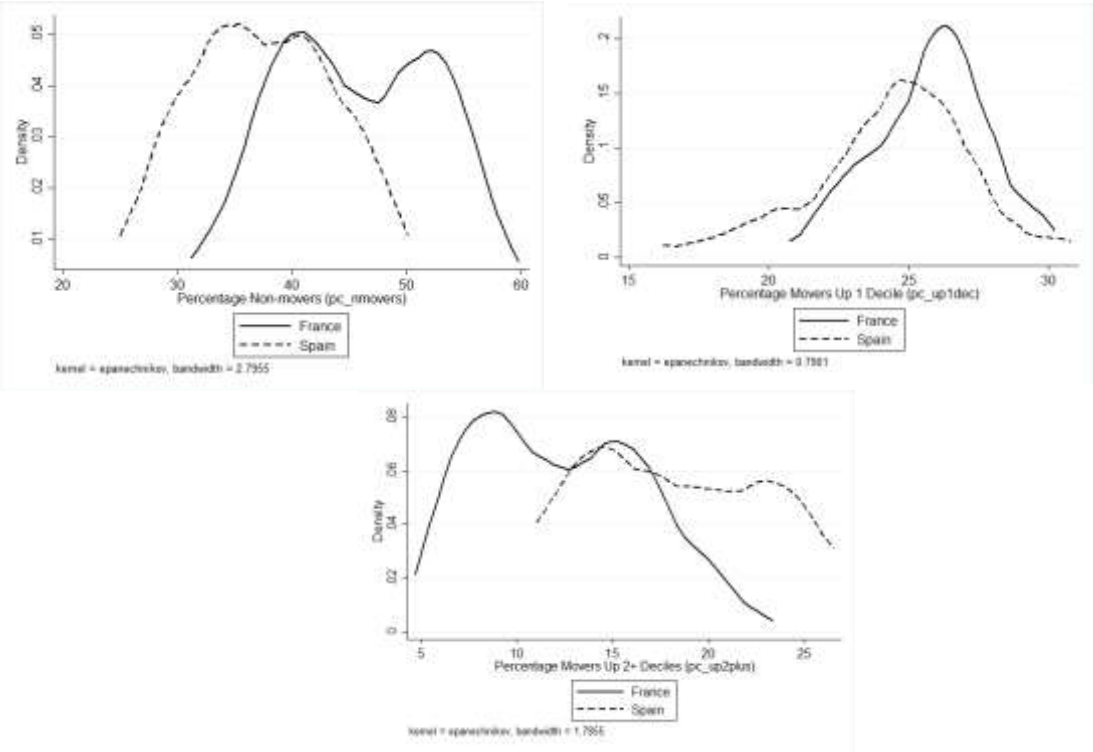 .05
.04
.03
.02
.01
Density
20 30 40 50 60
Percentage Non-movers (pc_nmovers)
France
Spain
kernel = epanechnikov, bandwidth = 2.7955
.2
.15
.1
.05
0
Density
15 20 25 30
Percentage Movers Up 1 Decile (pc_up1dec)
France
Spain
kernel = epanechnikov, bandwidth =
.08
.06
.04
.02
0
Density
5 10 15 20 25
Percentage Movers Up 2+ Deciles (pc_up2plus)
France
Spain
kernel = epanechnikov, bandwidth =